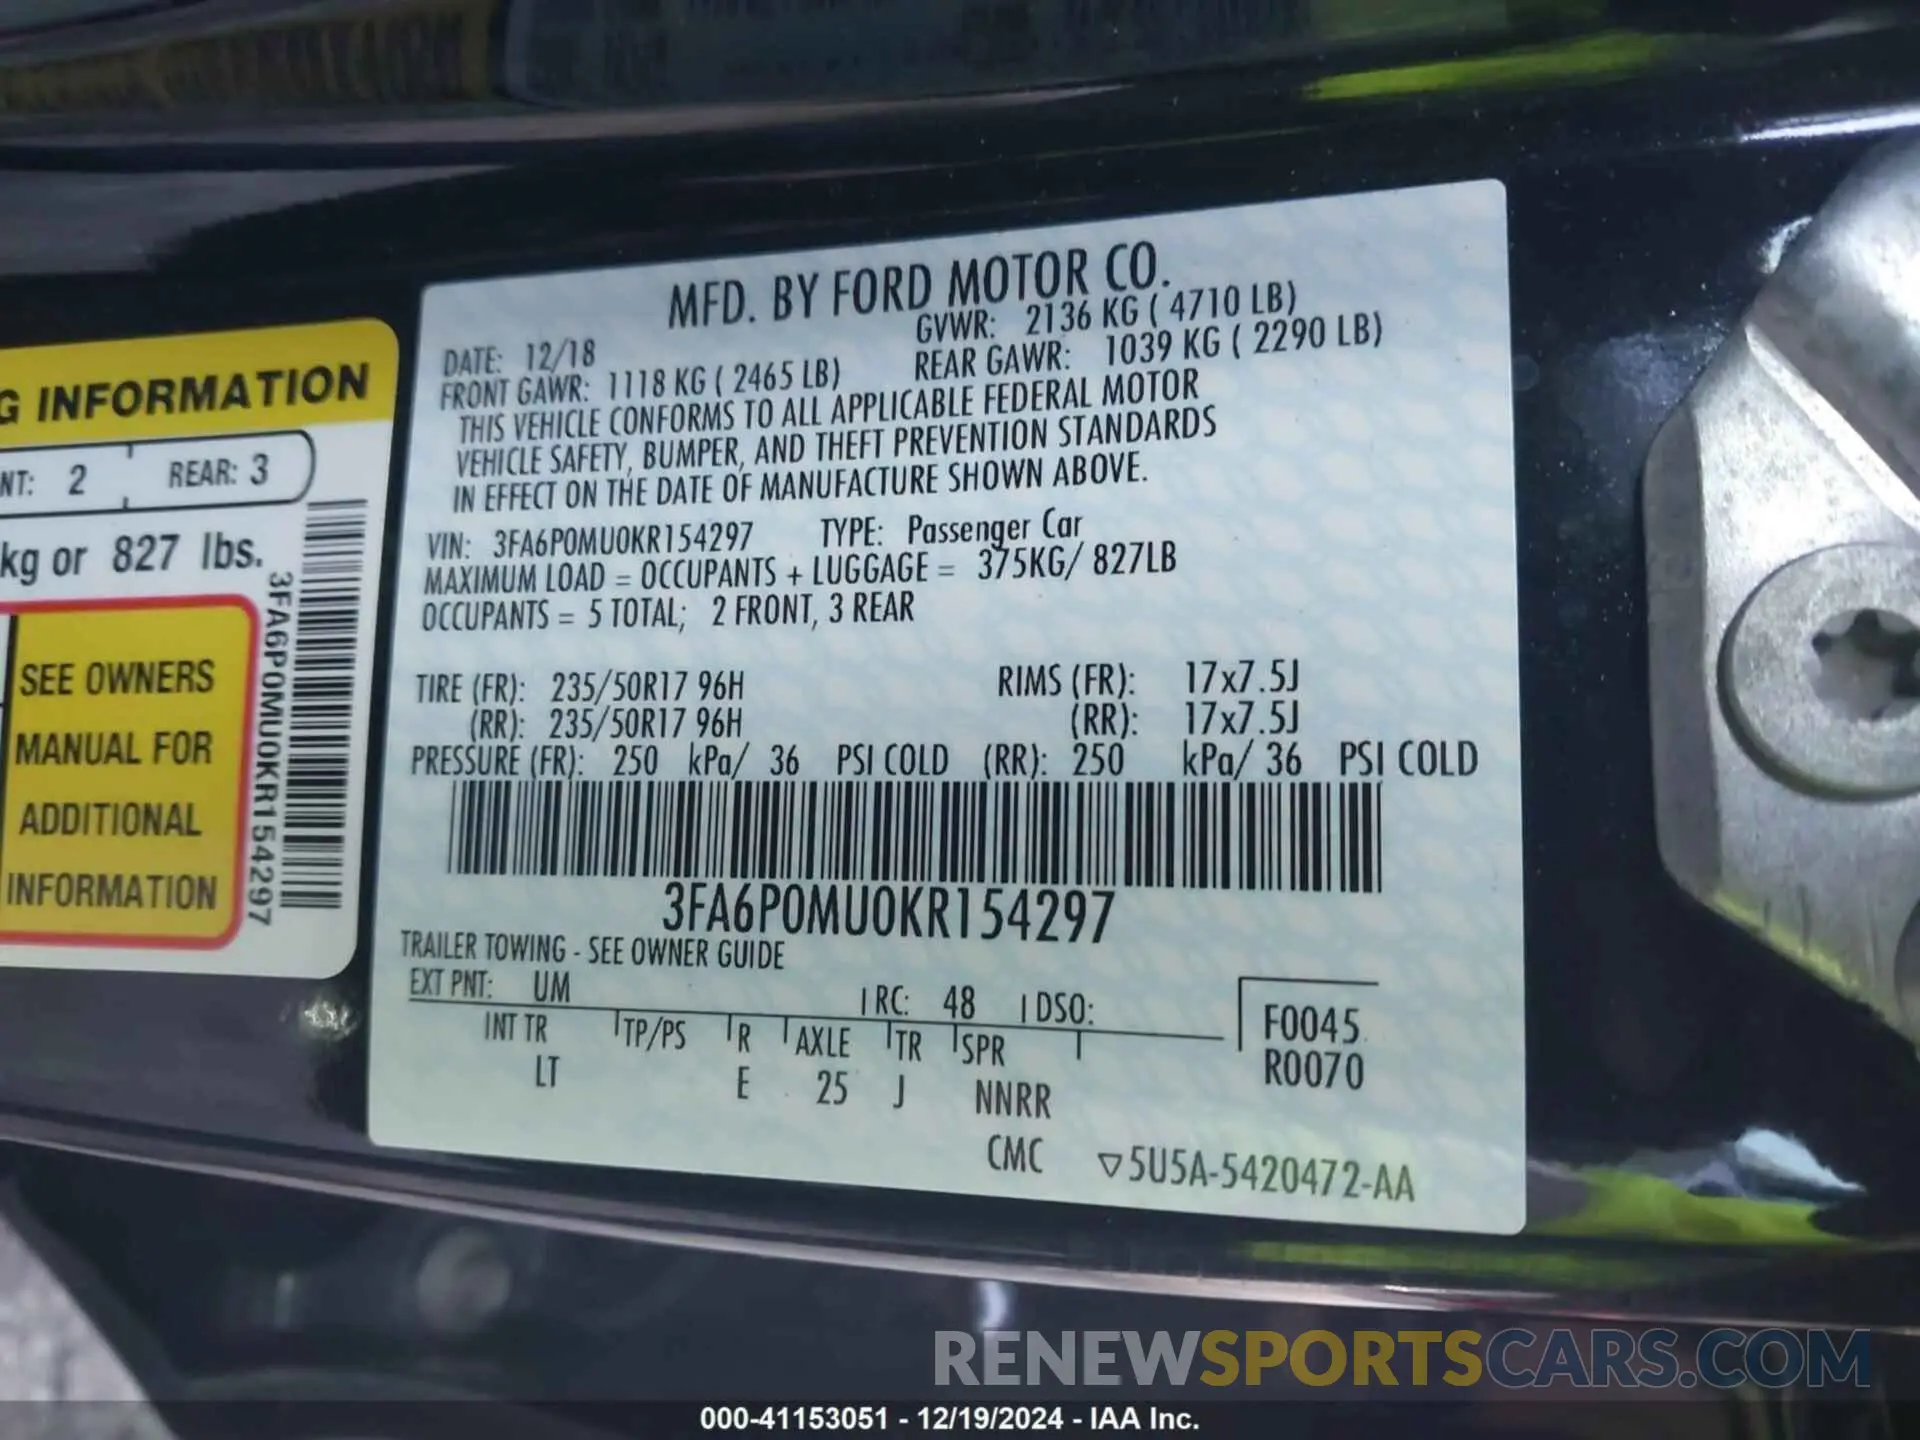 G INFORMATION
NT: 2 REAR: 3
kg or 827 lbs.
SEE OWNERS
MANUAL FOR
ADDITIONAL
INFORMATION
3FA6P0MU0KR154297
MFD. BY FORD MOTOR CO.
DATE: 12/18 GVWR: 2136 KG ( 4710 LB)
FRONT GAWR: 1118 KG ( 2465 LB) REAR GAWR: 1039 KG ( 2290 LB)
THIS VEHICLE CONFORMS TO ALL APPLICABLE FEDERAL MOTOR
VEHICLE SAFETY, BUMPER, AND THEFT PREVENTION STANDARDS
IN EFFECT ON THE DATE OF MANUFACTURE SHOWN ABOVE.
VIN: 3FA6P0MU0KR154297 TYPE: Passenger Car
MAXIMUM LOAD = OCCUPANTS + LUGGAGE = 375KG/ 827LB
OCCUPANTS = 5 TOTAL; 2 FRONT, 3 REAR
TIRE (FR): 235/50R17 96H RIMS (FR): 17x7.5J
(RR): 235/50R17 96H (RR): 17x7.5J
PRESSURE (FR): 250 kPa/ 36 PSI COLD (RR): 250 kPa/ 36 PSI COLD
3FA6P0MU0KR154297
TRAILER TOWING - SEE OWNER GUIDE
EXT PNT: UM RC: 48 DSO:
INT TR TP/PS R AXLE TR SPR F0045
LT E 25 J NNRR R0070
CMC ▽5U5A-5420472-AA
RENEWSPORTSCARS.COM
000-41153051 - 12/19/2024 - IAA Inc.